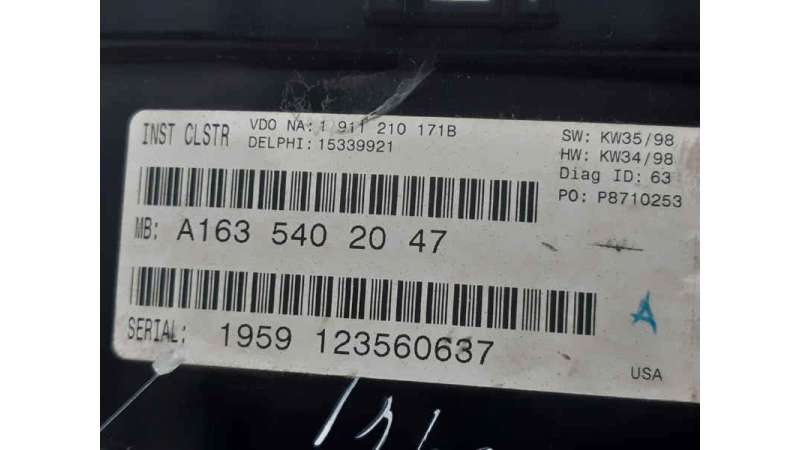 INST CLSTR
VDO NA: 1 911 210 171B
DELPHI: 15339921
SW: KW35/98
HW: KW34/98
Diag ID: 63
PO: P8710253
MB: A163 540 20 47
A
SERIAL: 1959 123560637
USA